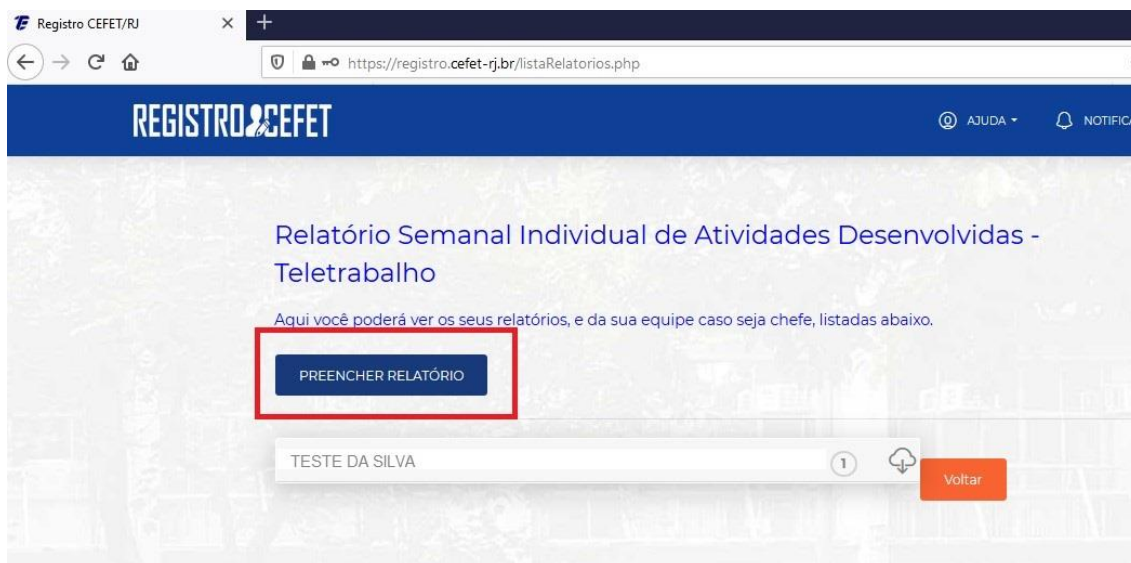 Registro CEFET/RJ
https://registro.cefet-rj.br/listaRelatorios.php
REGISTRO CEFET
AJUDA
NOTIFICA
Relatório Semanal Individual de Atividades Desenvolvidas -
Teletrabalho
Aqui você poderá ver os seus relatórios, e da sua equipe caso seja chefe, listadas abaixo.
PREENCHER RELATÓRIO
TESTE DA SILVA 1
Voltar